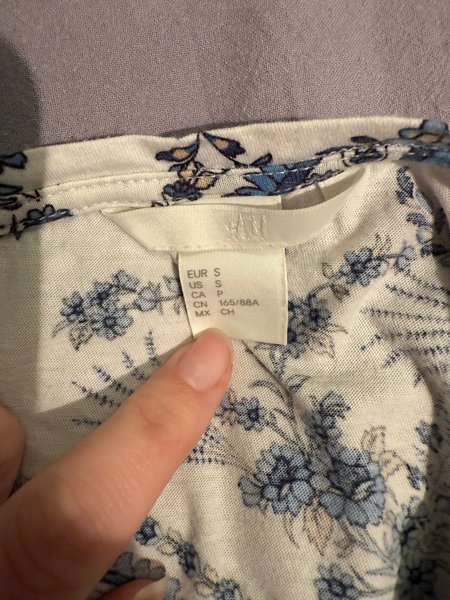 H&M
EUR S
US S
CA P
CN 165/88A
MX CH